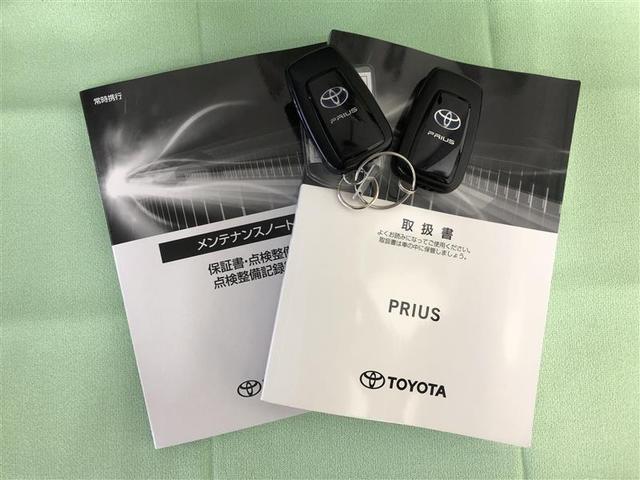 常時携行
メンテナンスノート
保証書・点検整備
点検整備記録
PRIUS
PRIUS
取扱書
よくお読みになってご使用ください。
取扱書は車の中に保管しましょう。
PRIUS
TOYOTA